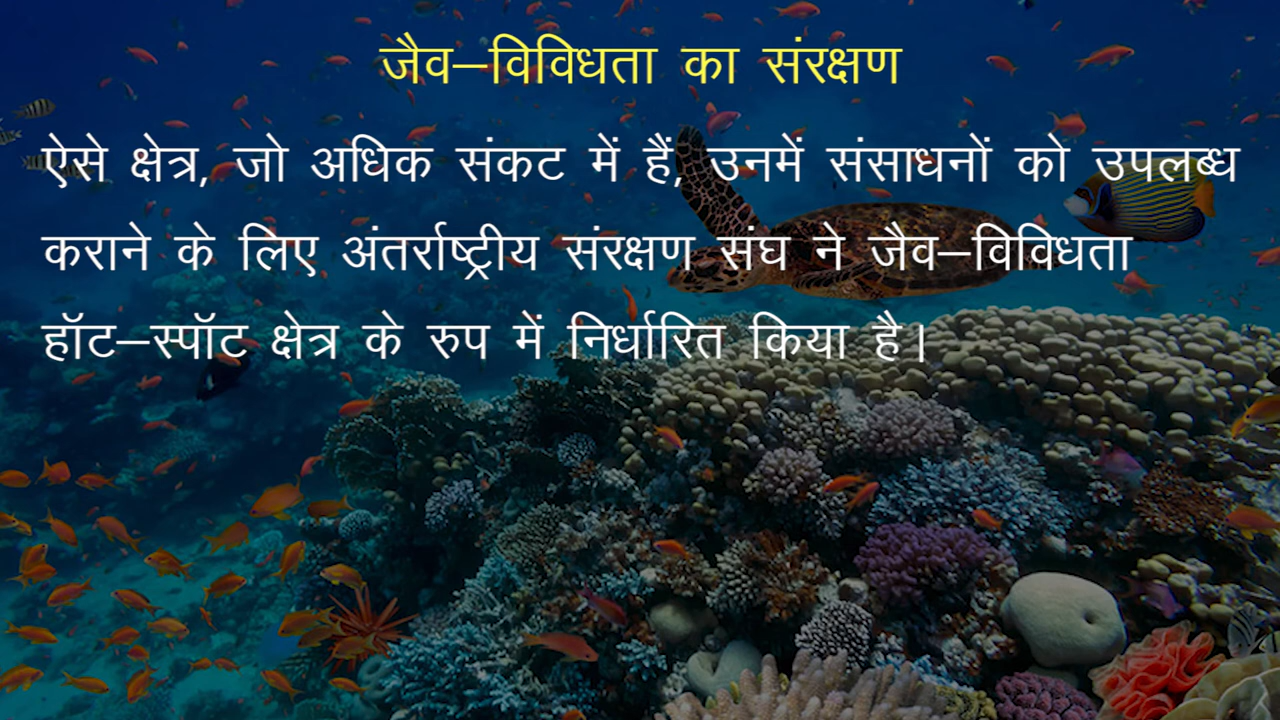 जैव–विविधता का संरक्षण
ऐसे क्षेत्र, जो अधिक संकट में हैं, उनमें संसाधनों को उपलब्ध
कराने के लिए अंतर्राष्ट्रीय संरक्षण संघ ने जैव–विविधता
हॉट–स्पॉट क्षेत्र के रुप में निर्धारित किया है।